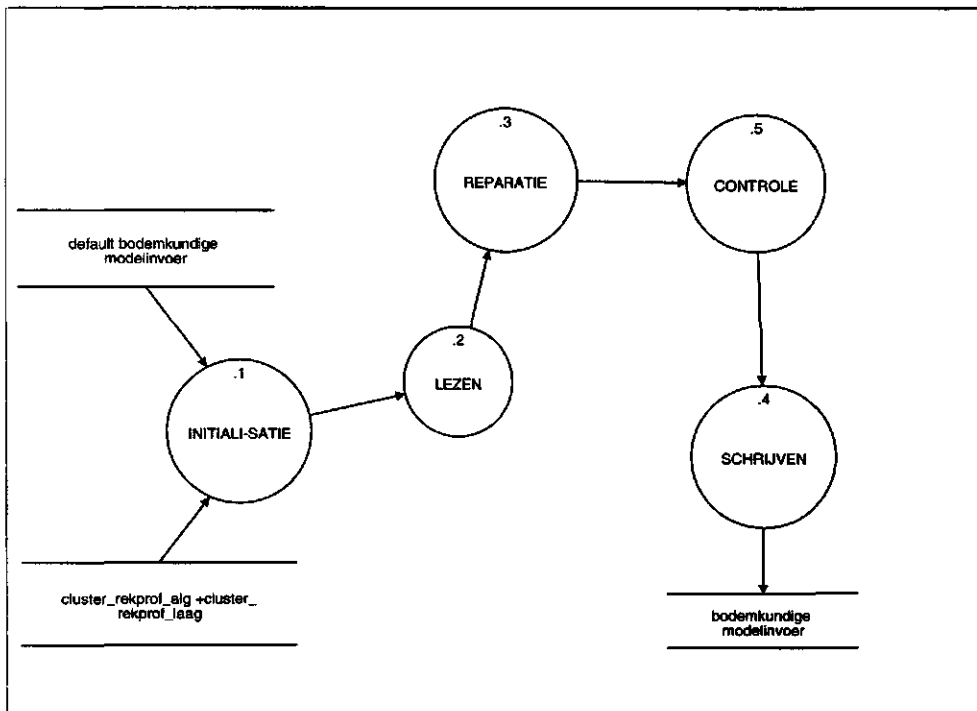 default bodemkundige
modelinvoer
cluster_rekprof_alg +cluster_
rekprof_laag
.1
INITIALI-SATIE
.2
LEZEN
.3
REPARATIE
.5
CONTROLE
.4
SCHRIJVEN
bodemkundige
modelinvoer